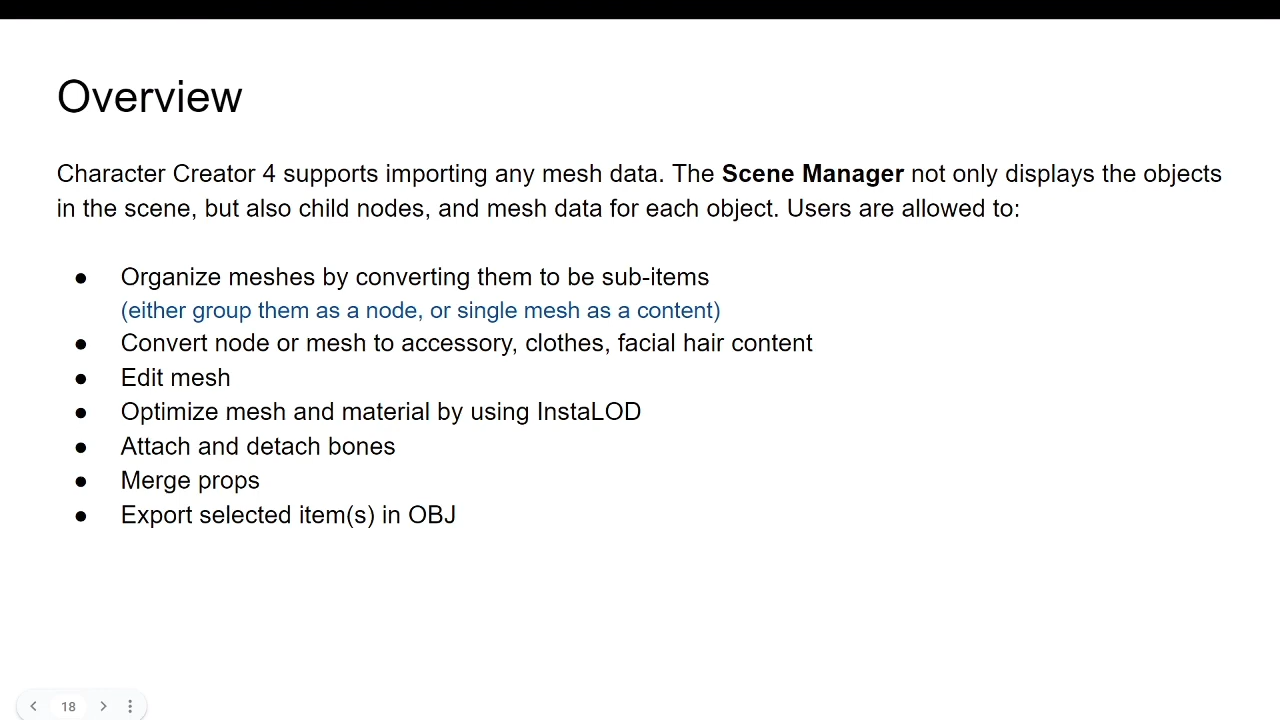 Overview
Character Creator 4 supports importing any mesh data. The Scene Manager not only displays the objects
in the scene, but also child nodes, and mesh data for each object. Users are allowed to:
● Organize meshes by converting them to be sub-items
(either group them as a node, or single mesh as a content)
● Convert node or mesh to accessory, clothes, facial hair content
● Edit mesh
● Optimize mesh and material by using InstaLOD
● Attach and detach bones
● Merge props
● Export selected item(s) in OBJ
18